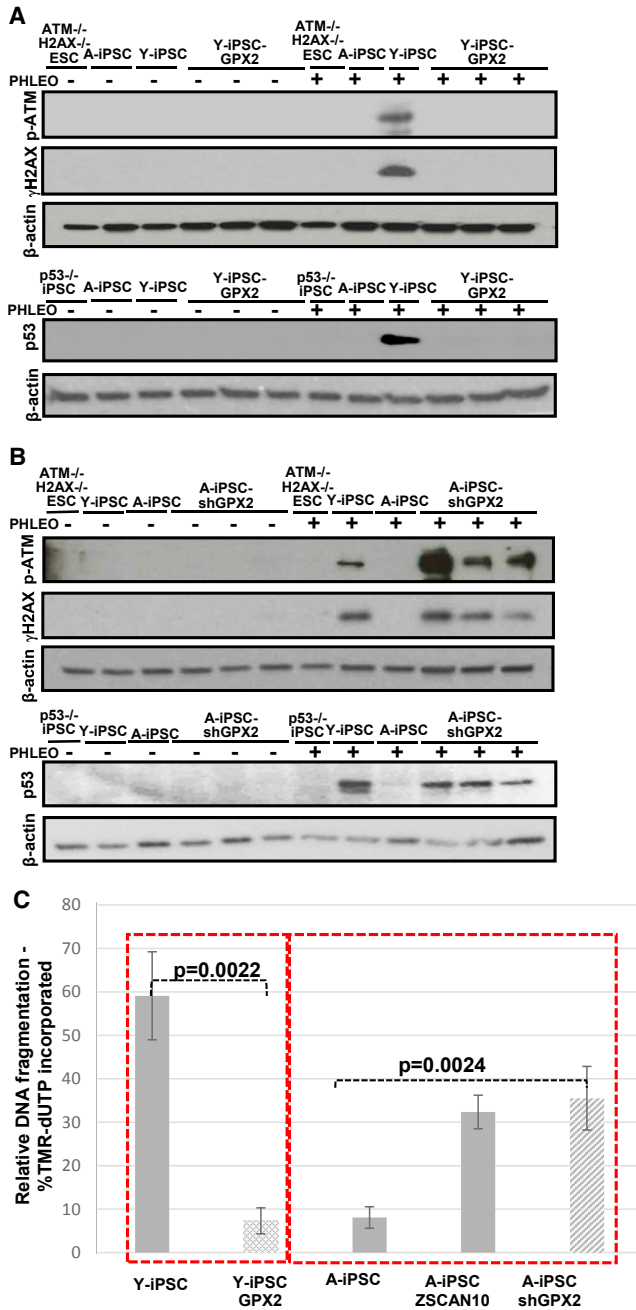 A
ATM-/-
H2AX-/-
ESC A-iPSC Y-iPSC Y-iPSC-
GPX2
ATM-/-
H2AX-/-
ESC A-iPSC Y-iPSC Y-iPSC-
GPX2
PHLEO - - - - - - + + + + + +
p-ATM
γH2AX
β-actin
p53-/-
iPSC A-iPSC Y-iPSC Y-iPSC-
GPX2
p53-/-
iPSC A-iPSC Y-iPSC Y-iPSC-
GPX2
PHLEO - - - - - - + + + + + +
p53
β-actin
B
ATM-/-
H2AX-/-
ESC Y-iPSC A-iPSC A-iPSC-
shGPX2
ATM-/-
H2AX-/-
ESC Y-iPSC A-iPSC A-iPSC-
shGPX2
PHLEO - - - - - - + + + + + +
p-ATM
γH2AX
β-actin
p53-/-
iPSC Y-iPSC A-iPSC A-iPSC-
shGPX2
p53-/-
iPSC Y-iPSC A-iPSC A-iPSC-
shGPX2
PHLEO - - - - - - + + + + + +
p53
β-actin
C
Relative DNA fragmentation -
%TMR-dUTP incorporated
80
70
60
50
40
30
20
10
0
p=0.0022
p=0.0024
Y-iPSC
Y-iPSC
GPX2
A-iPSC
A-iPSC
ZSCAN10
A-iPSC
shGPX2